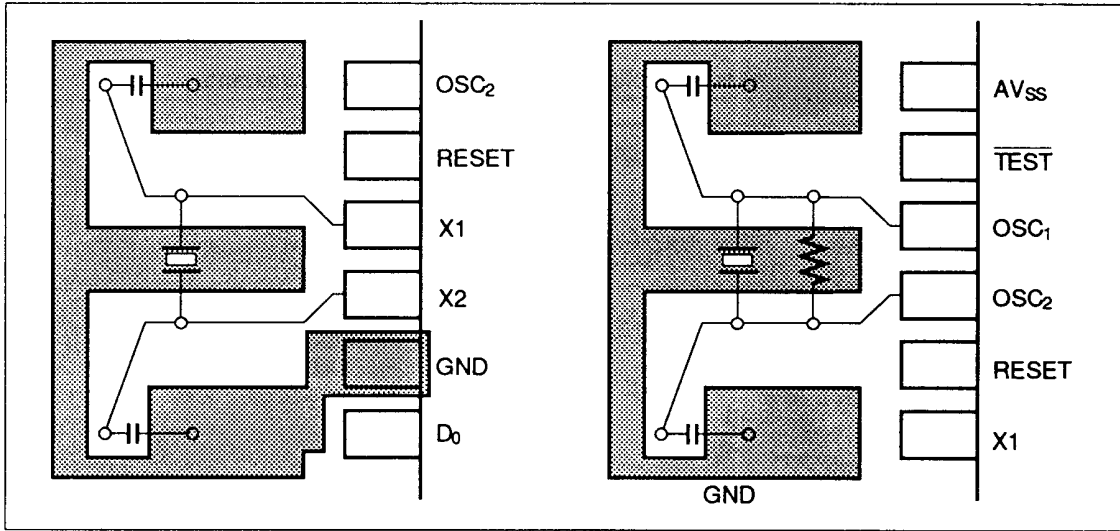 OSC₂
RESET
X1
X2
GND
D₀
AVSS
TEST
OSC₁
OSC₂
RESET
X1
GND